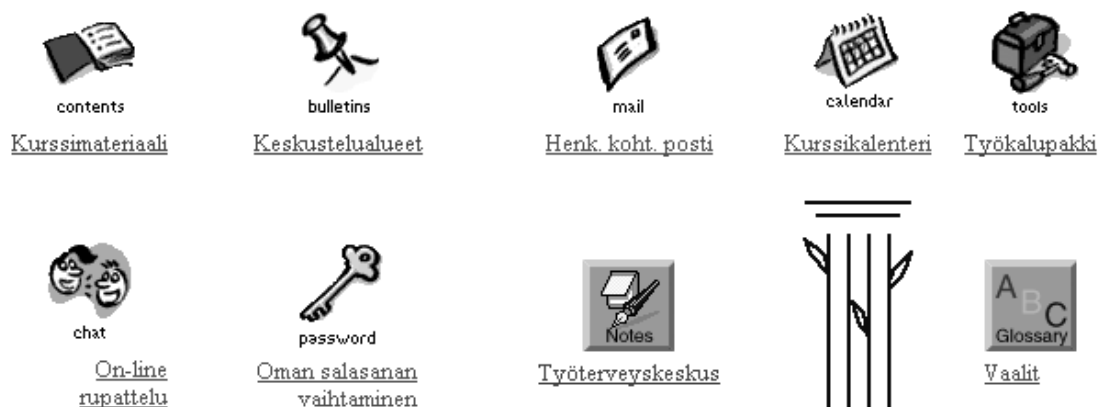 contents
Kurssimateriaali
bulletins
Keskustelualueet
mail
Henk. koht. posti
calendar
Kurssikalenteri
tools
Työkalupakki
chat
On-line
rupattelu
password
Oman salasanan
vaihtaminen
Notes
Työterveyskeskus
A
B
C
Glossary
Vaalit